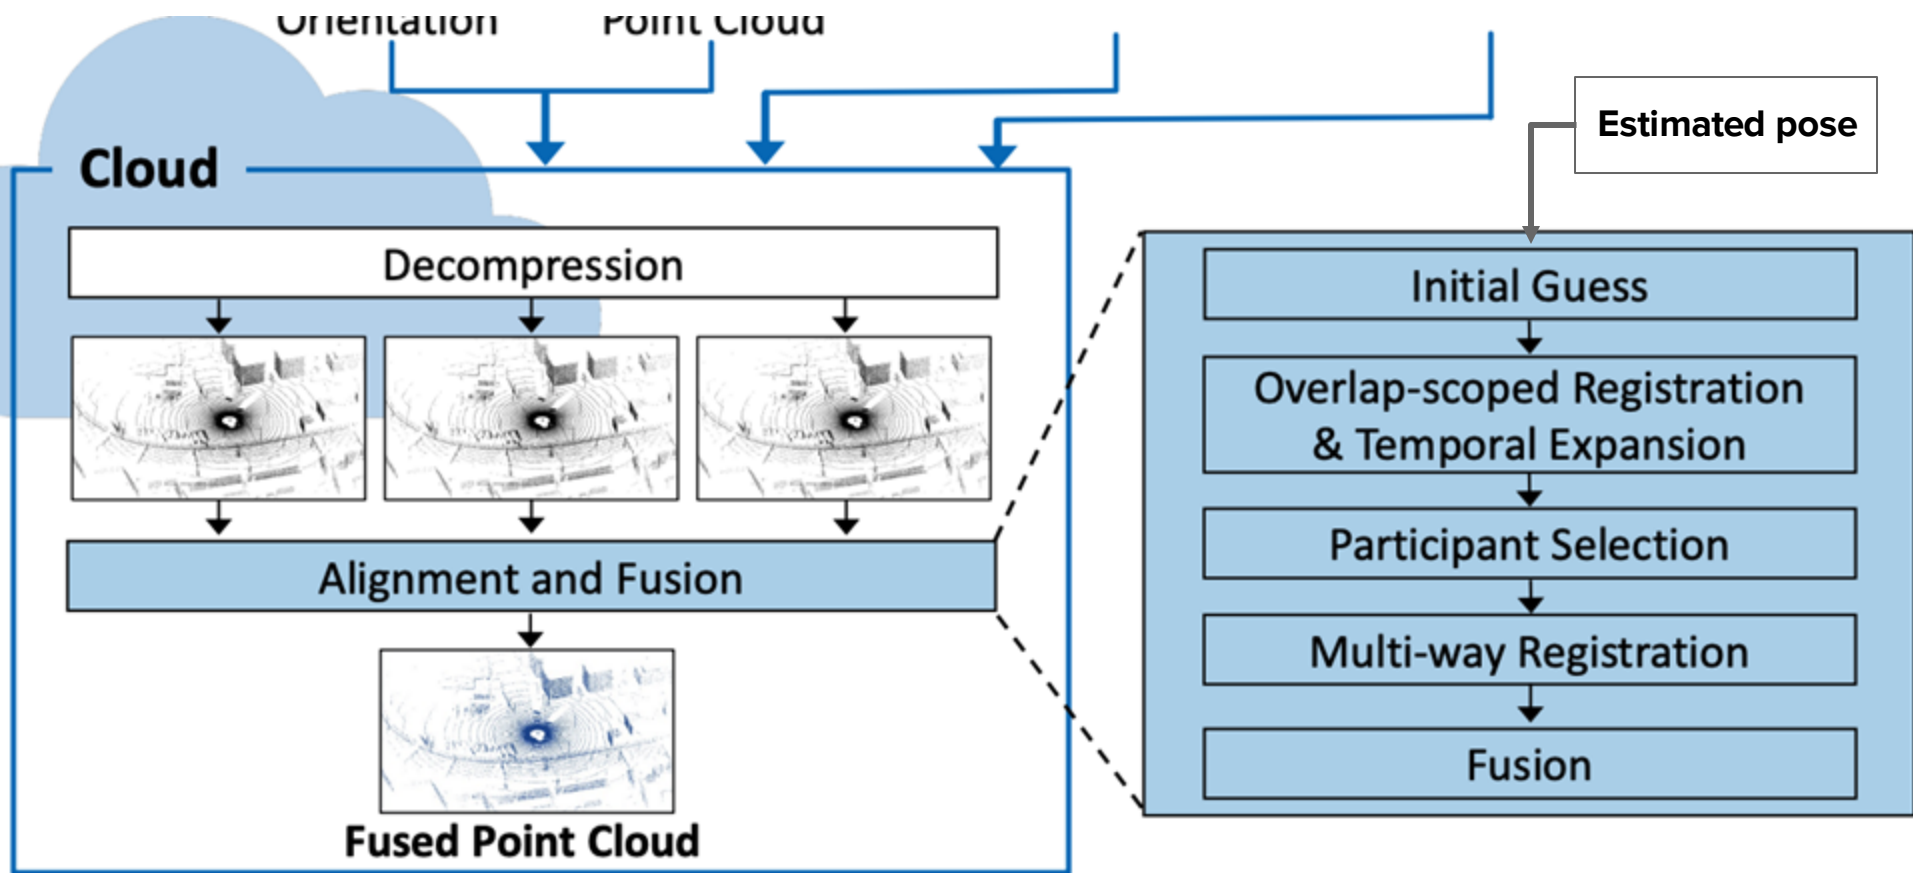 Orientation
Point Cloud
Estimated pose
Cloud
Decompression
Alignment and Fusion
Fused Point Cloud
Initial Guess
Overlap-scoped Registration
& Temporal Expansion
Participant Selection
Multi-way Registration
Fusion